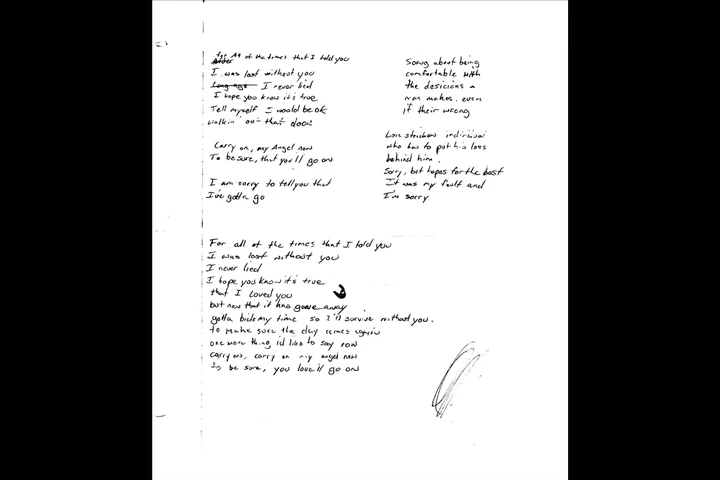 for All of the times that I told you
I was lost without you
Long ago I never lied
I hope you know it's true
Tell myself I would be ok
walkin' out that door
Carry on, my Angel now
To be sure, that you'll go on
I am sorry to tell you that
I've gotta go
Song about being
comfortable with
the desicions a
man makes. even
if their wrong
Love strickon individual
who has to put his loss
behind him.
Sorry, but hopes for the best
It was my fault and
I'm sorry
For all of the times that I told you
I was lost without you
I never lied
I hope you know it's true
that I Loved you
but now that it has gone away
gotta bide my time so I'll survive without you.
to make sure the day comes again
one more thing id like to say now
carry on, carry on my angel now
to be sure, you love'll go on